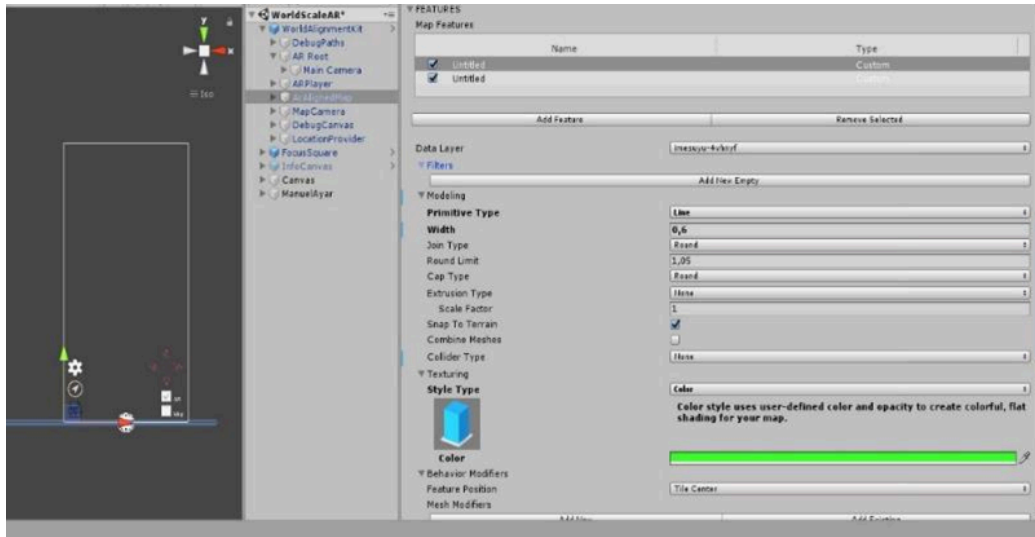 y
x
Iso
WorldScaleAR*
WorldAlignmentKit
DebugPaths
AR Root
Main Camera
ARPlayer
ArAlignedMap
MapCamera
DebugCanvas
LocationProvider
FocusSquare
InfoCanvas
Canvas
ManuelAyar
FEATURES
Map Features
Name Type
Untitled Custom
Untitled Custom
Add Feature Remove Selected
Data Layer
Filters
Add New Empty
Modeling
Primitive Type Line
Width 0,6
Join Type Round
Round Limit 1,05
Cap Type Round
Extrusion Type None
Scale Factor 1
Snap To Terrain
Combine Meshes
Collider Type None
Texturing
Style Type Color
Color style uses user-defined color and opacity to create colorful, flat
shading for your map.
Color
Behavior Modifiers
Feature Position Tile Center
Mesh Modifiers
Add New Add Existing